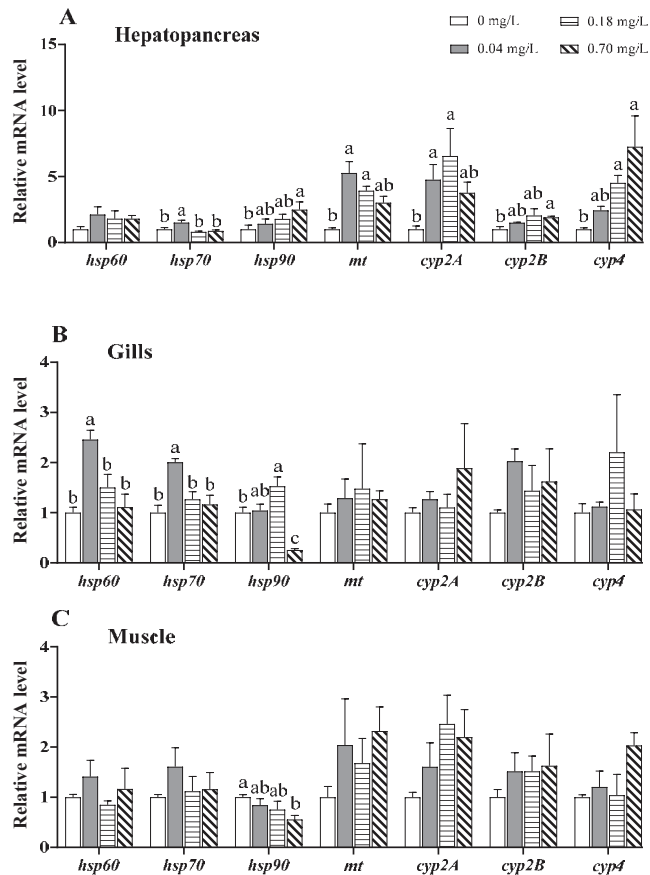 A
Hepatopancreas
0 mg/L
0.18 mg/L
0.04 mg/L
0.70 mg/L
Relative mRNA level
15
10
5
0
b a b b
b ab ab a
b a ab ab
b a a ab
b ab ab a
b ab a a
hsp60 hsp70 hsp90 mt cyp2A cyp2B cyp4
B
Gills
Relative mRNA level
4
3
2
1
0
b a b b
b a b b
b ab a c
hsp60 hsp70 hsp90 mt cyp2A cyp2B cyp4
C
Muscle
Relative mRNA level
4
3
2
1
0
a ab ab b
hsp60 hsp70 hsp90 mt cyp2A cyp2B cyp4